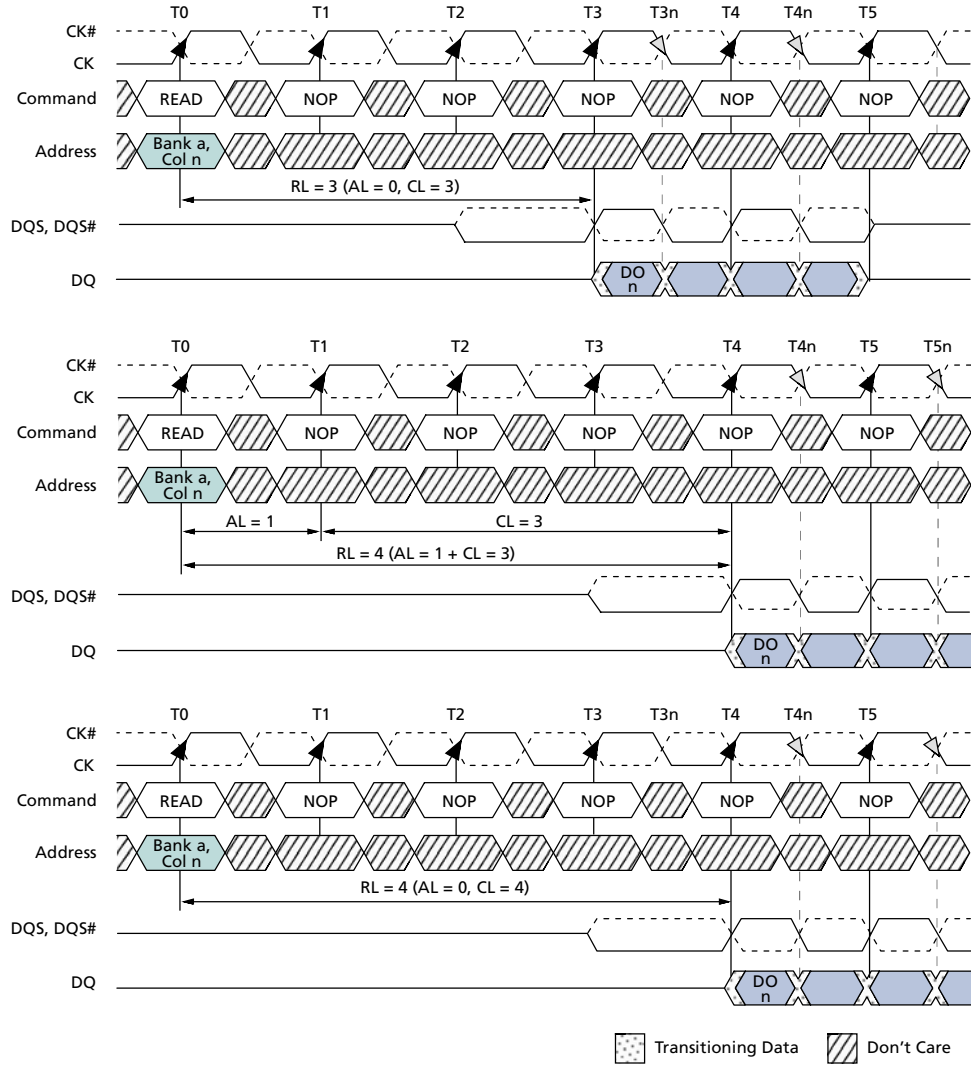 T0 T1 T2 T3 T3n T4 T4n T5
CK#
CK
Command READ NOP NOP NOP NOP NOP
Address Bank a, Col n
RL = 3 (AL = 0, CL = 3)
DQS, DQS#
DQ DO n
T0 T1 T2 T3 T4 T4n T5 T5n
CK#
CK
Command READ NOP NOP NOP NOP NOP
Address Bank a, Col n
AL = 1 CL = 3
RL = 4 (AL = 1 + CL = 3)
DQS, DQS#
DQ DO n
T0 T1 T2 T3 T3n T4 T4n T5
CK#
CK
Command READ NOP NOP NOP NOP NOP
Address Bank a, Col n
RL = 4 (AL = 0, CL = 4)
DQS, DQS#
DQ DO n
Transitioning Data Don't Care